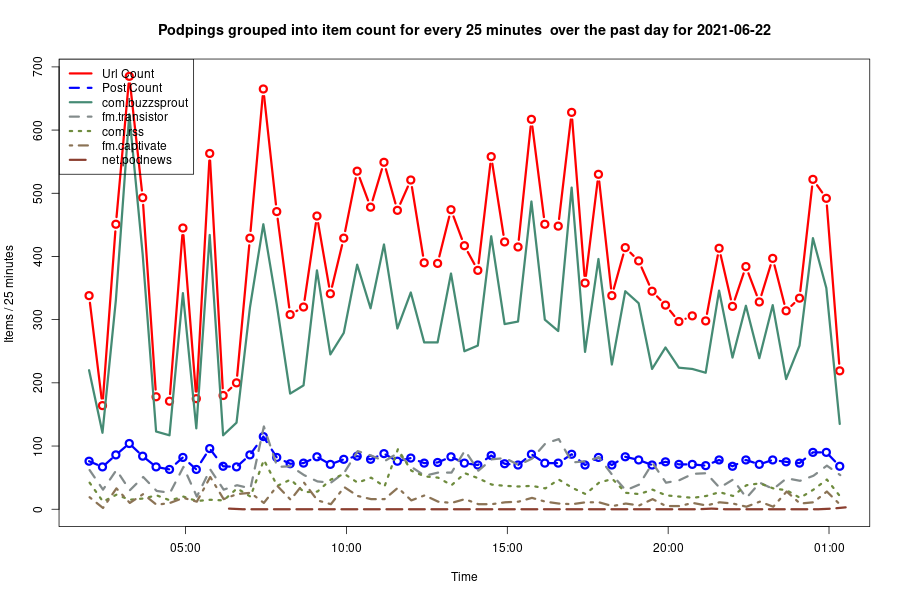 Podpings grouped into item count for every 25 minutes  over the past day for 2021-06-22
Url Count
Post Count
com.buzzsprout
fm.transistor
com.rss
fm.captivate
net.podnews
Items / 25 minutes
700
600
500
400
300
200
100
0
05:00 10:00 15:00 20:00 01:00
Time